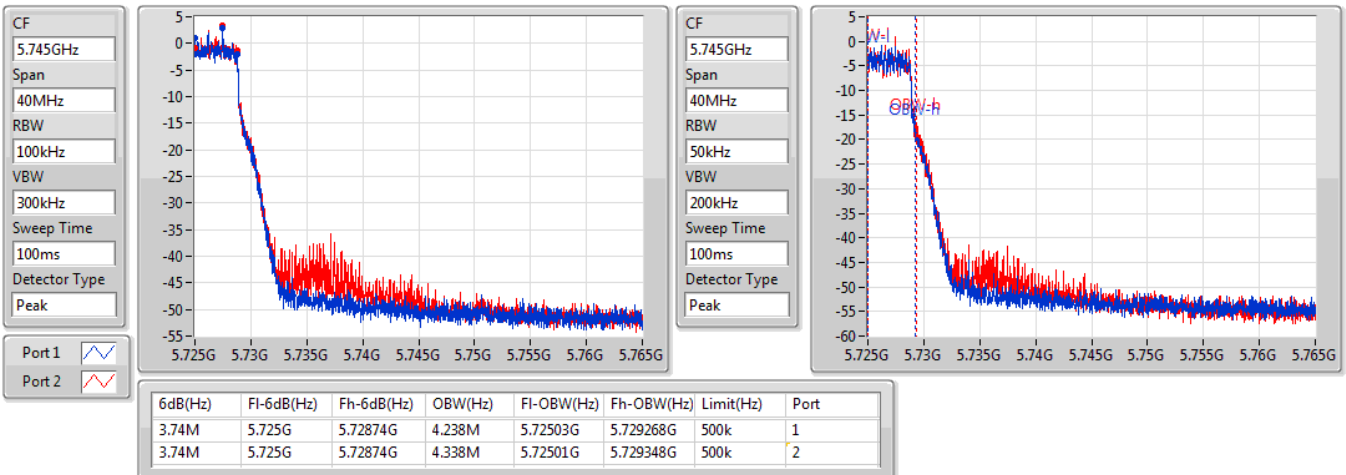 CF
5.745GHz
Span
40MHz
RBW
100kHz
VBW
300kHz
Sweep Time
100ms
Detector Type
Peak
Port 1
Port 2
5
0
-5
-10
-15
-20
-25
-30
-35
-40
-45
-50
-55
5.725G 5.73G 5.735G 5.74G 5.745G 5.75G 5.755G 5.76G 5.765G
CF
5.745GHz
Span
40MHz
RBW
50kHz
VBW
200kHz
Sweep Time
100ms
Detector Type
Peak
5
0
-5
-10
-15
-20
-25
-30
-35
-40
-45
-50
-55
-60
W-l
OBW-h
OBW-h
5.725G 5.73G 5.735G 5.74G 5.745G 5.75G 5.755G 5.76G 5.765G
6dB(Hz) Fl-6dB(Hz) Fh-6dB(Hz) OBW(Hz) Fl-OBW(Hz) Fh-OBW(Hz) Limit(Hz) Port
3.74M 5.725G 5.72874G 4.238M 5.72503G 5.729268G 500k 1
3.74M 5.725G 5.72874G 4.338M 5.72501G 5.729348G 500k 2